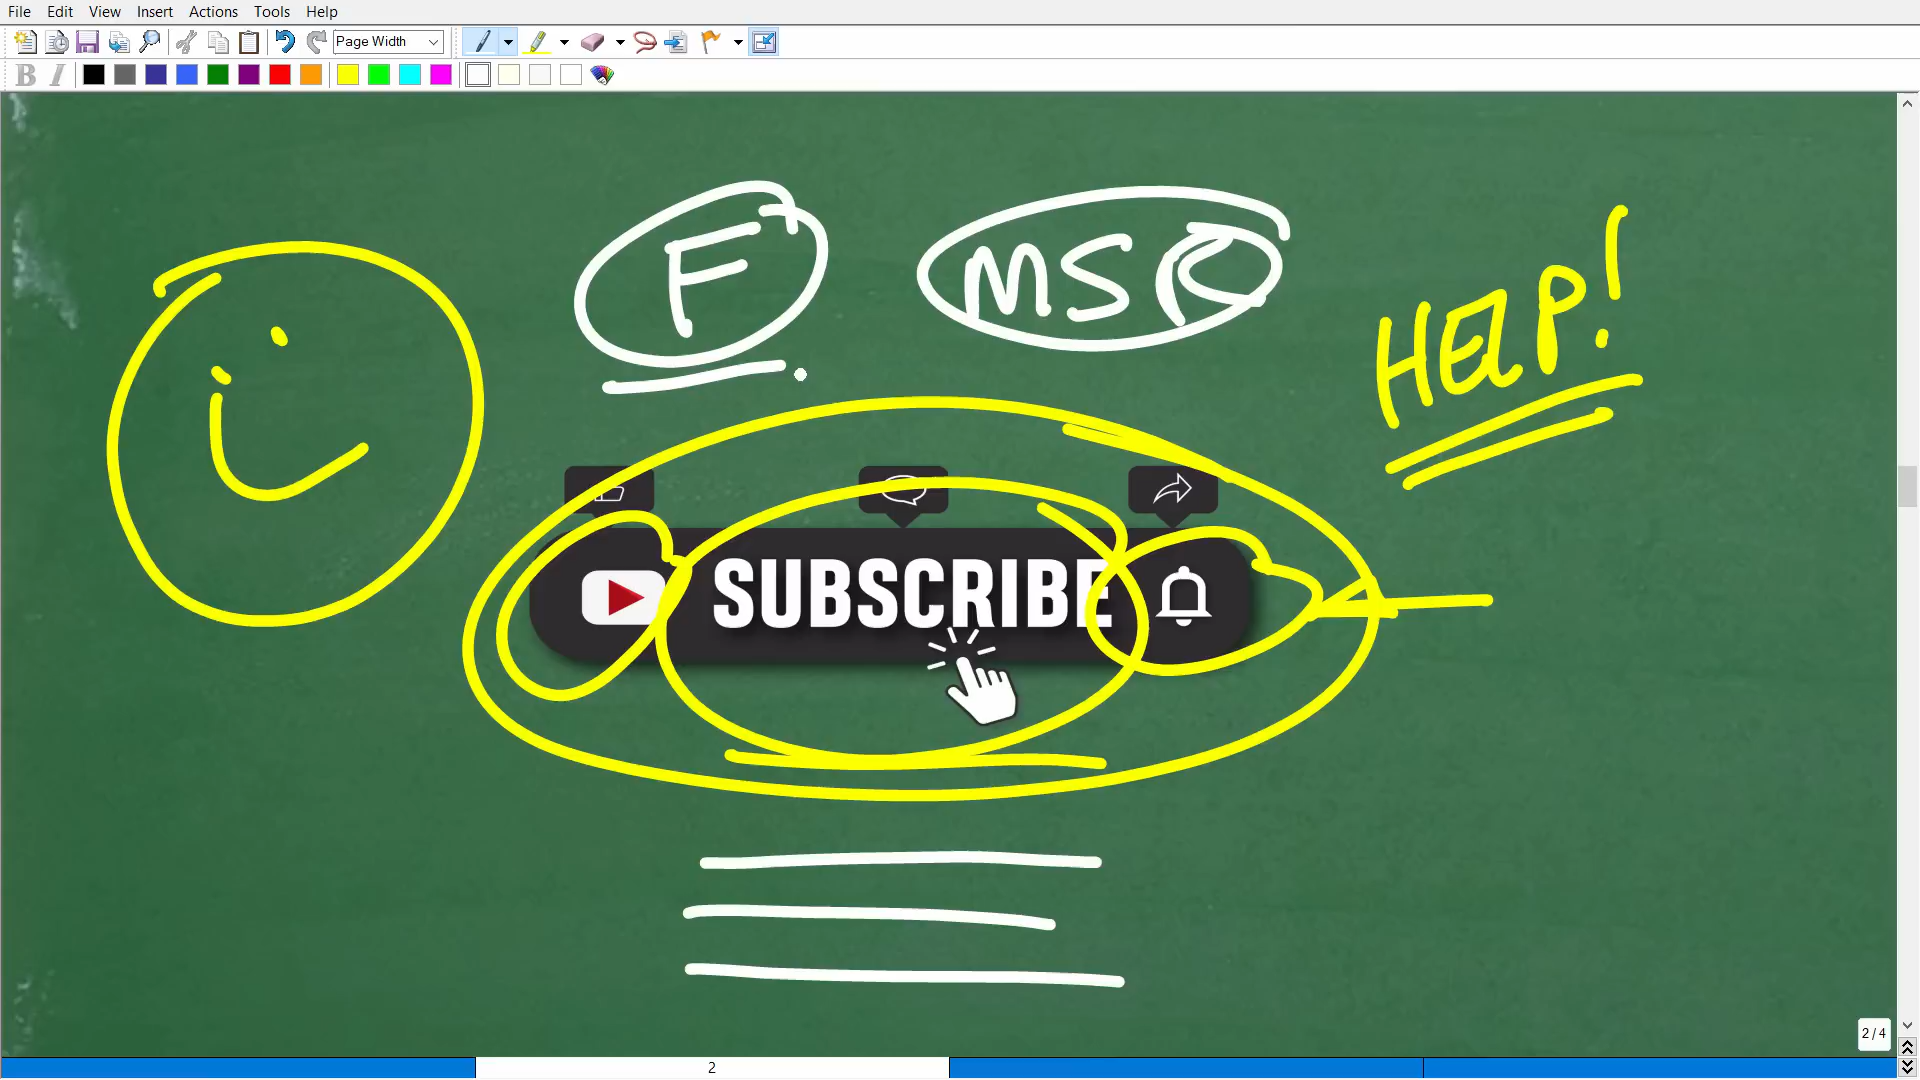 File Edit View Insert Actions Tools Help
Page Width
B I
F MSC HELP!
SUBSCRIBE
2 / 4
2